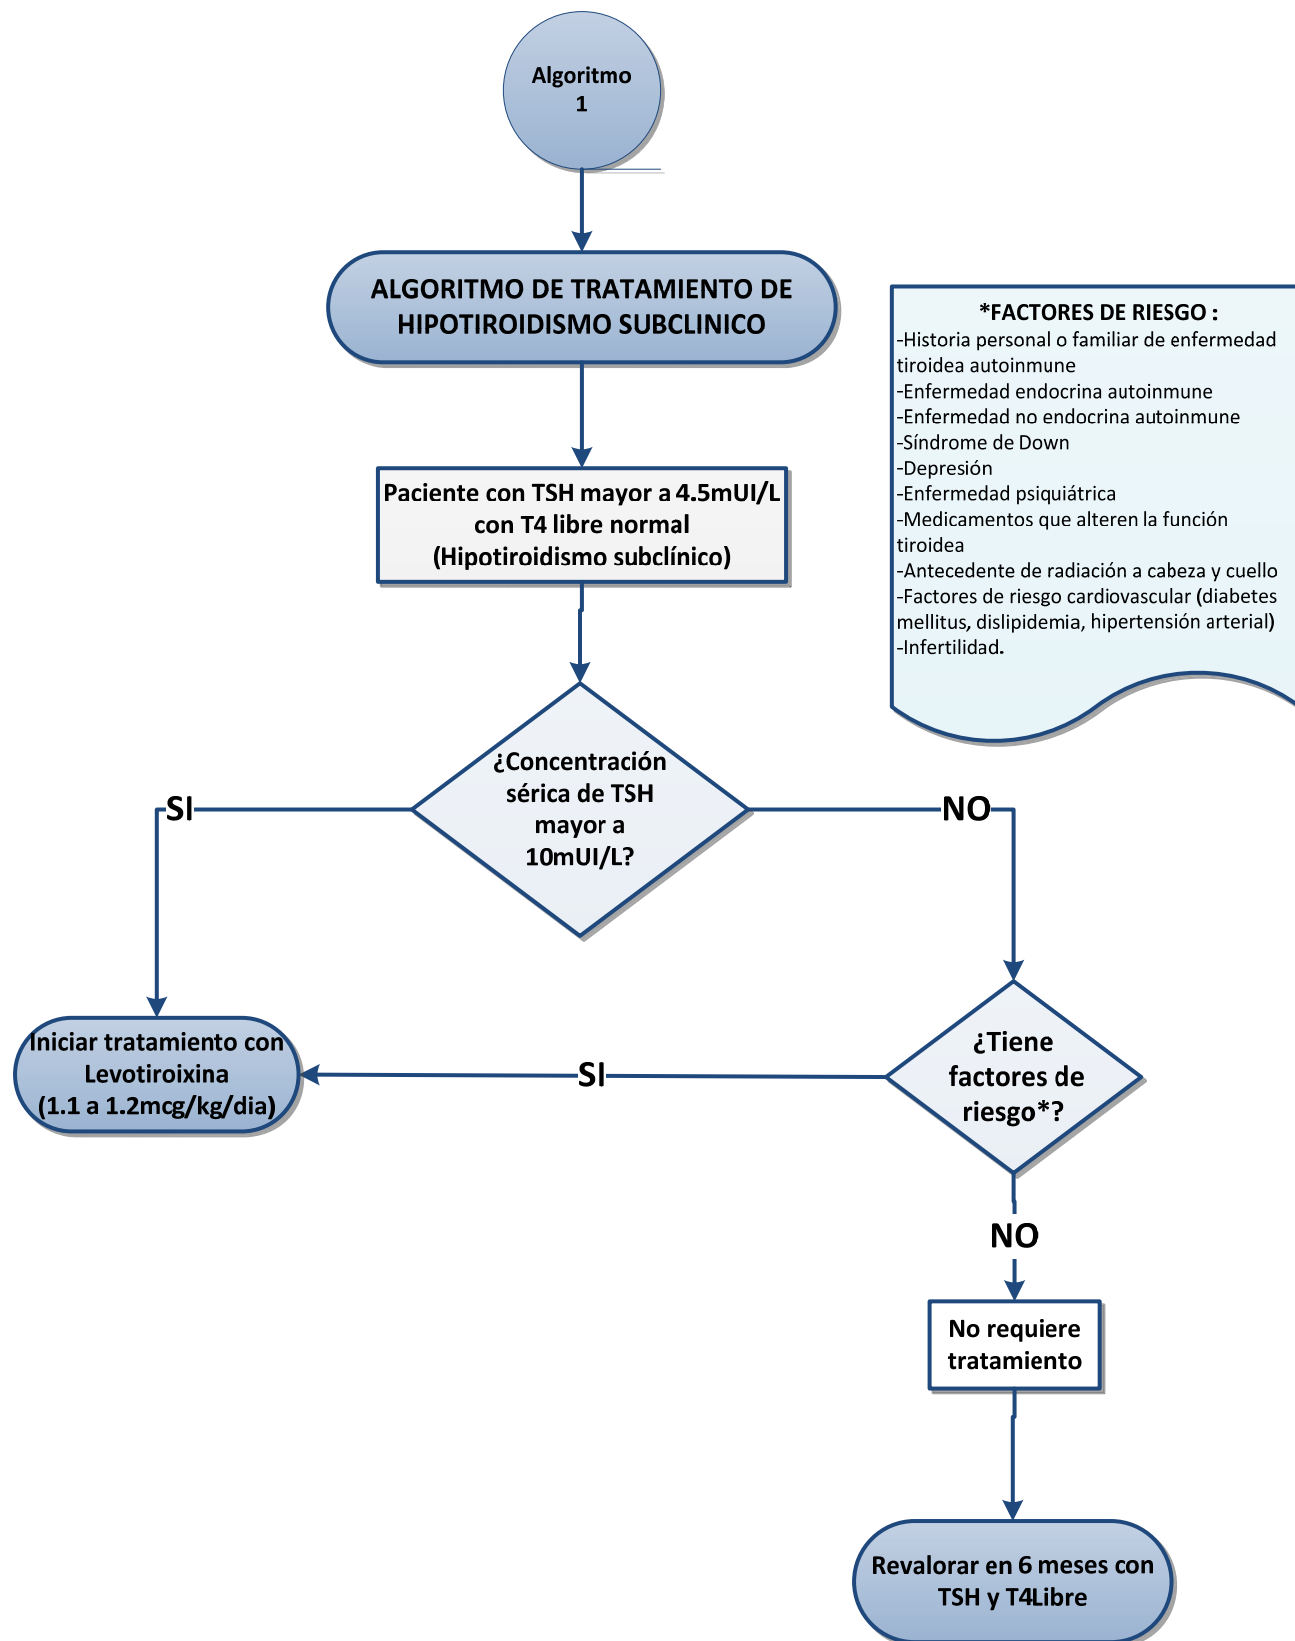 Algoritmo
1
ALGORITMO DE TRATAMIENTO DE
HIPOTIROIDISMO SUBCLINICO
*FACTORES DE RIESGO :
-Historia personal o familiar de enfermedad
tiroidea autoinmune
-Enfermedad endocrina autoinmune
-Enfermedad no endocrina autoinmune
-Síndrome de Down
-Depresión
-Enfermedad psiquiátrica
-Medicamentos que alteren la función
tiroidea
-Antecedente de radiación a cabeza y cuello
-Factores de riesgo cardiovascular (diabetes
mellitus, dislipidemia, hipertensión arterial)
-Infertilidad.
Paciente con TSH mayor a 4.5mUI/L
con T4 libre normal
(Hipotiroidismo subclínico)
¿Concentración
sérica de TSH
mayor a
10mUI/L?
SI
NO
Iniciar tratamiento con
Levotiroixina
(1.1 a 1.2mcg/kg/dia)
SI
¿Tiene
factores de
riesgo*?
NO
No requiere
tratamiento
Revalorar en 6 meses con
TSH y T4Libre